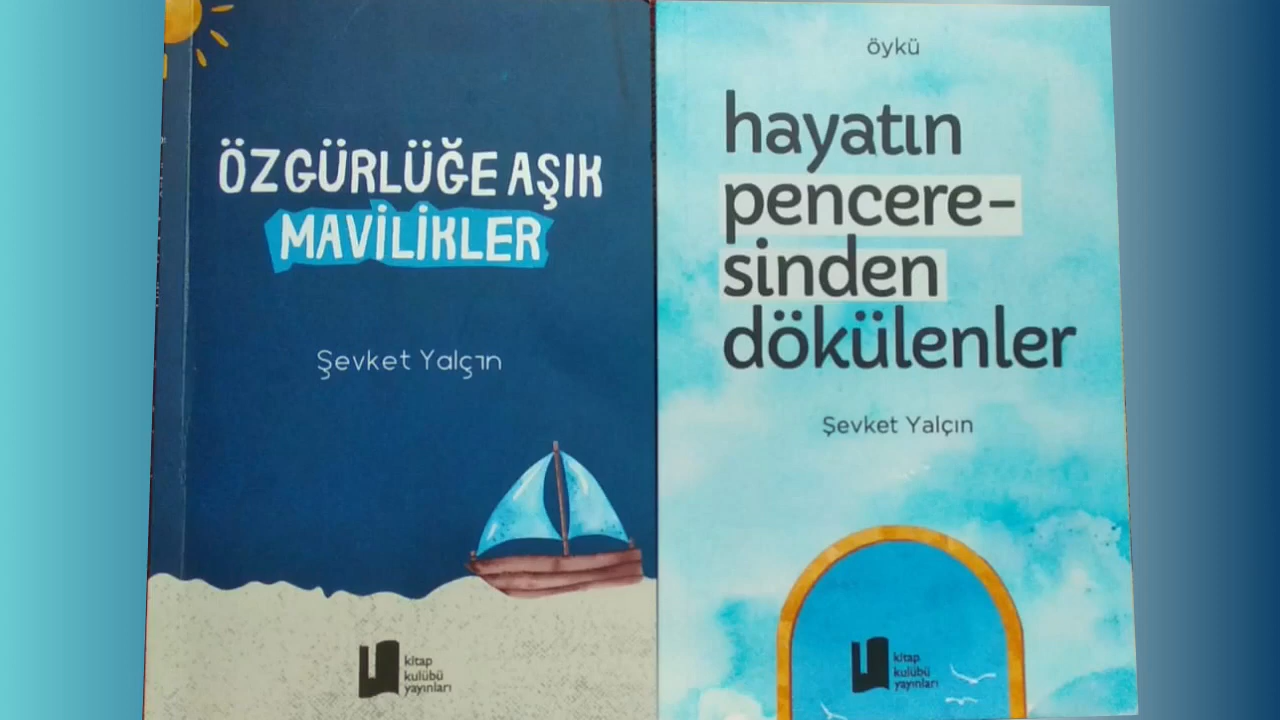 ÖZGÜRLÜĞE AŞIK
MAVİLİKLER
Şevket Yalçın
kitap
kulübü
yayınları
öykü
hayatın
pencere-
sinden
dökülenler
Şevket Yalçın
kitap
kulübü
yayınları